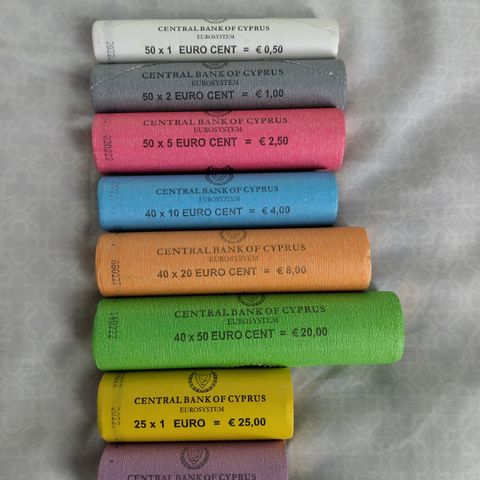 CENTRAL BANK OF CYPRUS
EUROSYSTEM
50 x 1 EURO CENT = € 0,50
CENTRAL BANK OF CYPRUS
EUROSYSTEM
50 x 2 EURO CENT = € 1,00
CENTRAL BANK OF CYPRUS
EUROSYSTEM
50 x 5 EURO CENT = € 2,50
CENTRAL BANK OF CYPRUS
EUROSYSTEM
40 x 10 EURO CENT = € 4,00
CENTRAL BANK OF CYPRUS
EUROSYSTEM
40 x 20 EURO CENT = € 8,00
CENTRAL BANK OF CYPRUS
EUROSYSTEM
40 x 50 EURO CENT = € 20,00
140222
CENTRAL BANK OF CYPRUS
EUROSYSTEM
25 x 1 EURO = € 25,00
CENTRAL BANK OF CYPRUS